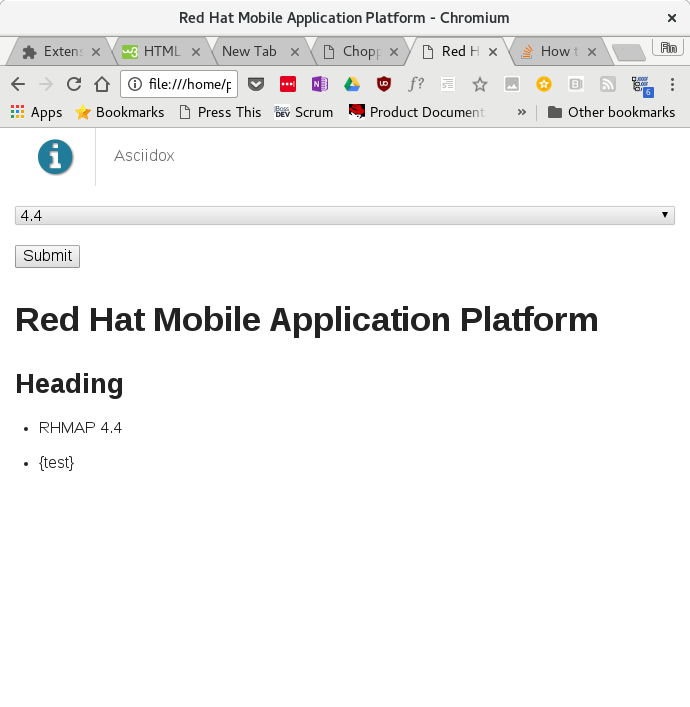 Red Hat Mobile Application Platform - Chromium
Extens
HTML
New Tab
Chopp
Red H
How t
Fin
file:///home/p
6
Apps
Bookmarks
Press This
Scrum
Product Document
»
Other bookmarks
Asciidox
4.4
Submit
Red Hat Mobile Application Platform
Heading
• RHMAP 4.4
• {test}